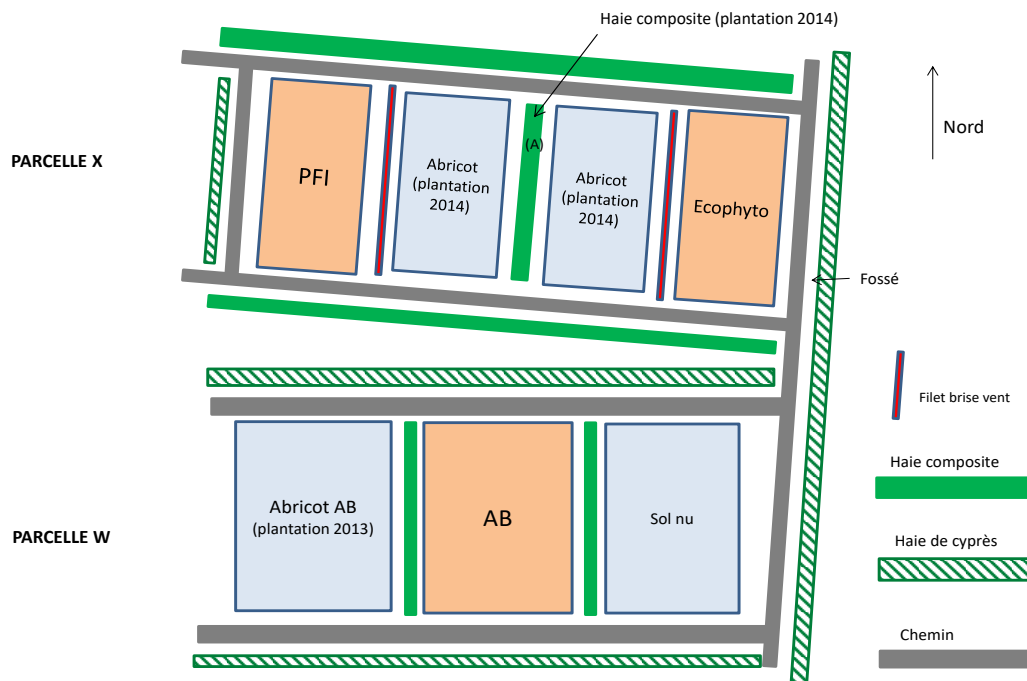 Haie composite (plantation 2014)
Nord
PARCELLE X
PFI
Abricot
(plantation
2014)
(A)
Abricot
(plantation
2014)
Ecophyto
Fossé
Filet brise vent
Haie composite
PARCELLE W
Abricot AB
(plantation 2013)
AB
Sol nu
Haie de cyprès
Chemin